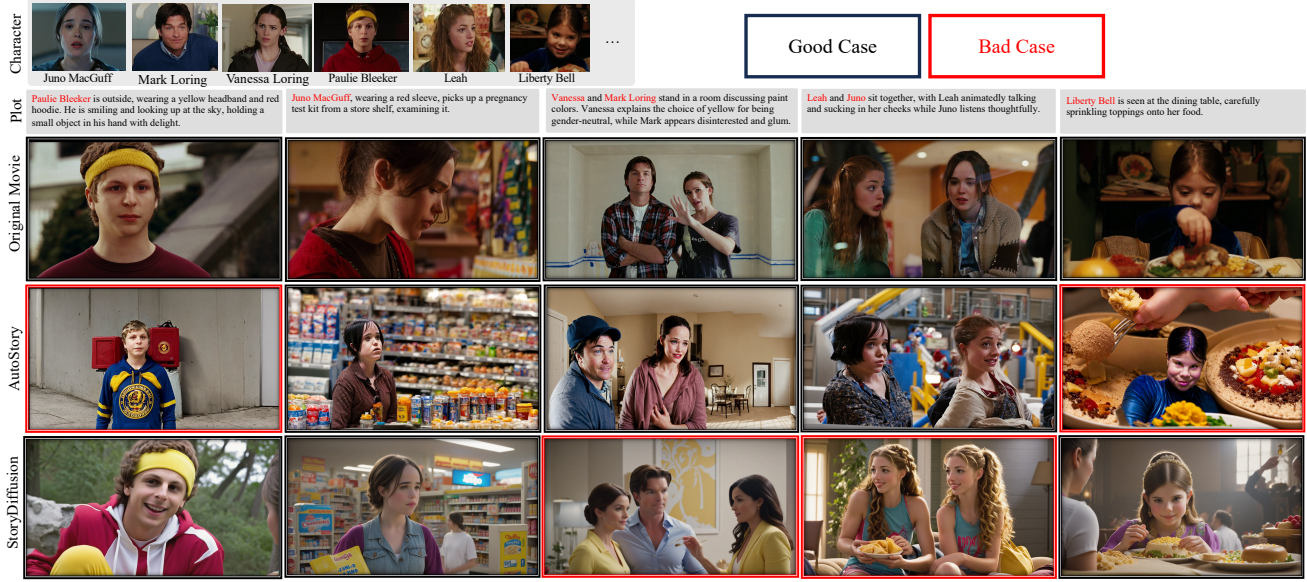 Character
Juno MacGuff
Mark Loring
Vanessa Loring
Paulie Bleeker
Leah
Liberty Bell
...
Good Case
Bad Case
Plot
Paulie Bleeker is outside, wearing a yellow headband and red
hoodie. He is smiling and looking up at the sky, holding a
small object in his hand with delight.
Juno MacGuff, wearing a red sleeve, picks up a pregnancy
test kit from a store shelf, examining it.
Vanessa and Mark Loring stand in a room discussing paint
colors. Vanessa explains the choice of yellow for being
gender-neutral, while Mark appears disinterested and glum.
Leah and Juno sit together, with Leah animatedly talking
and sucking in her cheeks while Juno listens thoughtfully.
Liberty Bell is seen at the dining table, carefully
sprinkling toppings onto her food.
Original Movie
AutoStory
StoryDiffusion